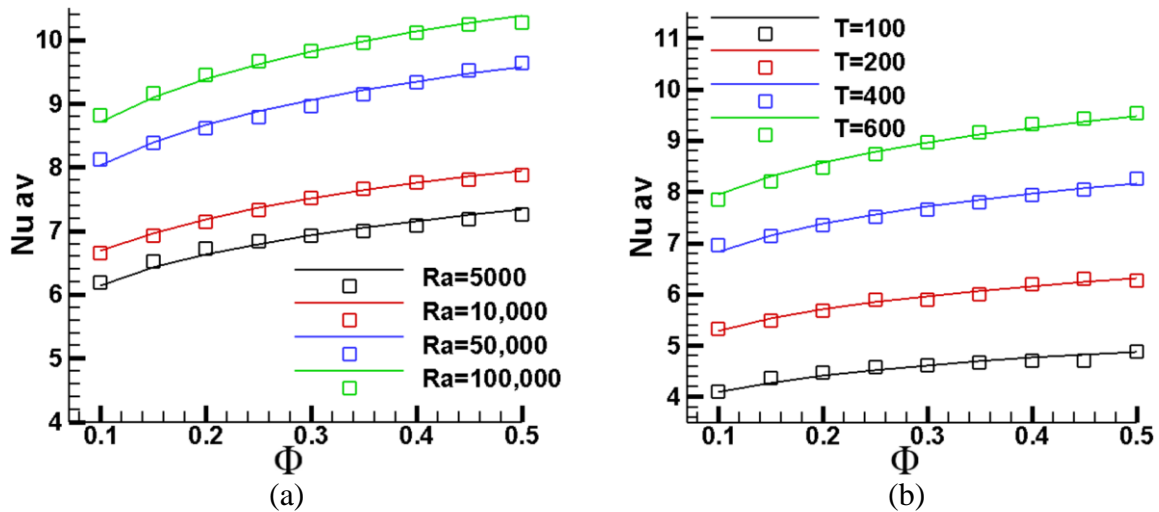 Nu av
10
9
8
7
6
5
4
0.1 0.2 0.3 0.4 0.5
Φ
Ra=5000
Ra=10,000
Ra=50,000
Ra=100,000
(a)
Nu av
11
10
9
8
7
6
5
4
0.1 0.2 0.3 0.4 0.5
Φ
T=100
T=200
T=400
T=600
(b)